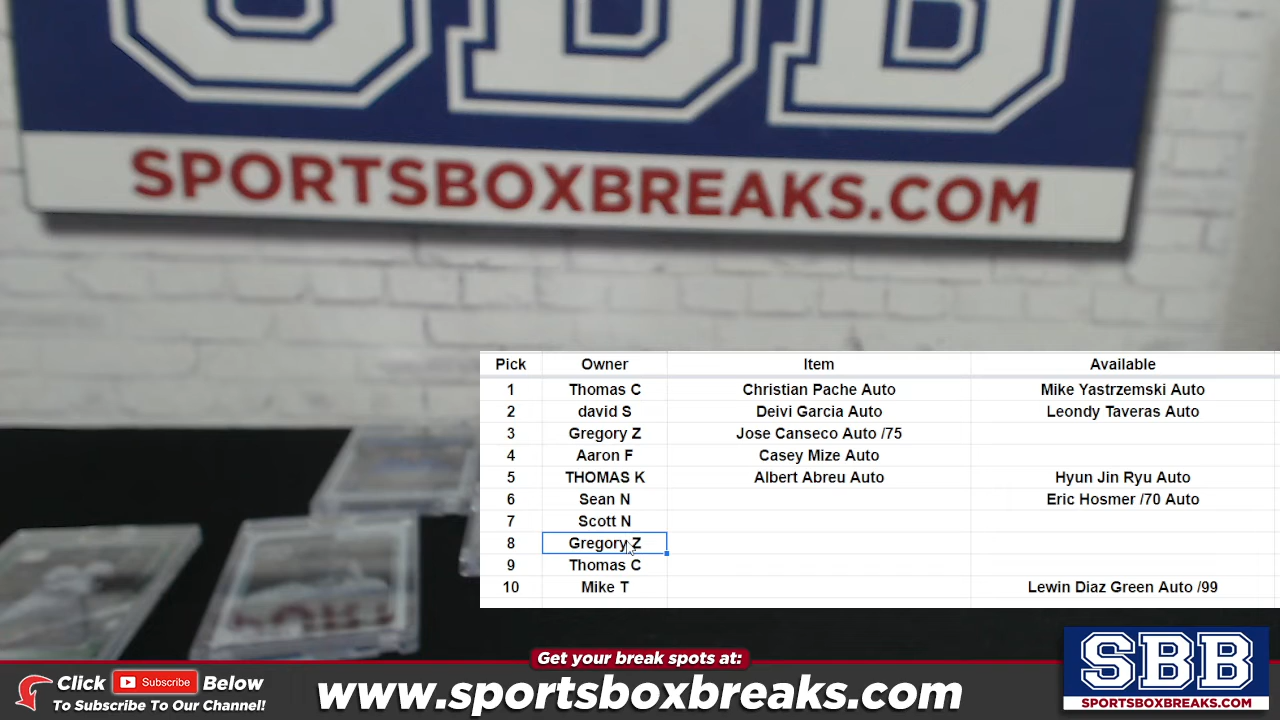 SBB
SPORTSBOXBREAKS.COM
Pick Owner Item Available
1 Thomas C Christian Pache Auto Mike Yastrzemski Auto
2 david S Deivi Garcia Auto Leondy Taveras Auto
3 Gregory Z Jose Canseco Auto /75
4 Aaron F Casey Mize Auto
5 THOMAS K Albert Abreu Auto Hyun Jin Ryu Auto
6 Sean N Eric Hosmer /70 Auto
7 Scott N
8 Gregory Z
9 Thomas C
10 Mike T Lewin Diaz Green Auto /99
Get your break spots at:
Click Subscribe Below
To Subscribe To Our Channel!
www.sportsboxbreaks.com
SBB
SPORTSBOXBREAKS.COM